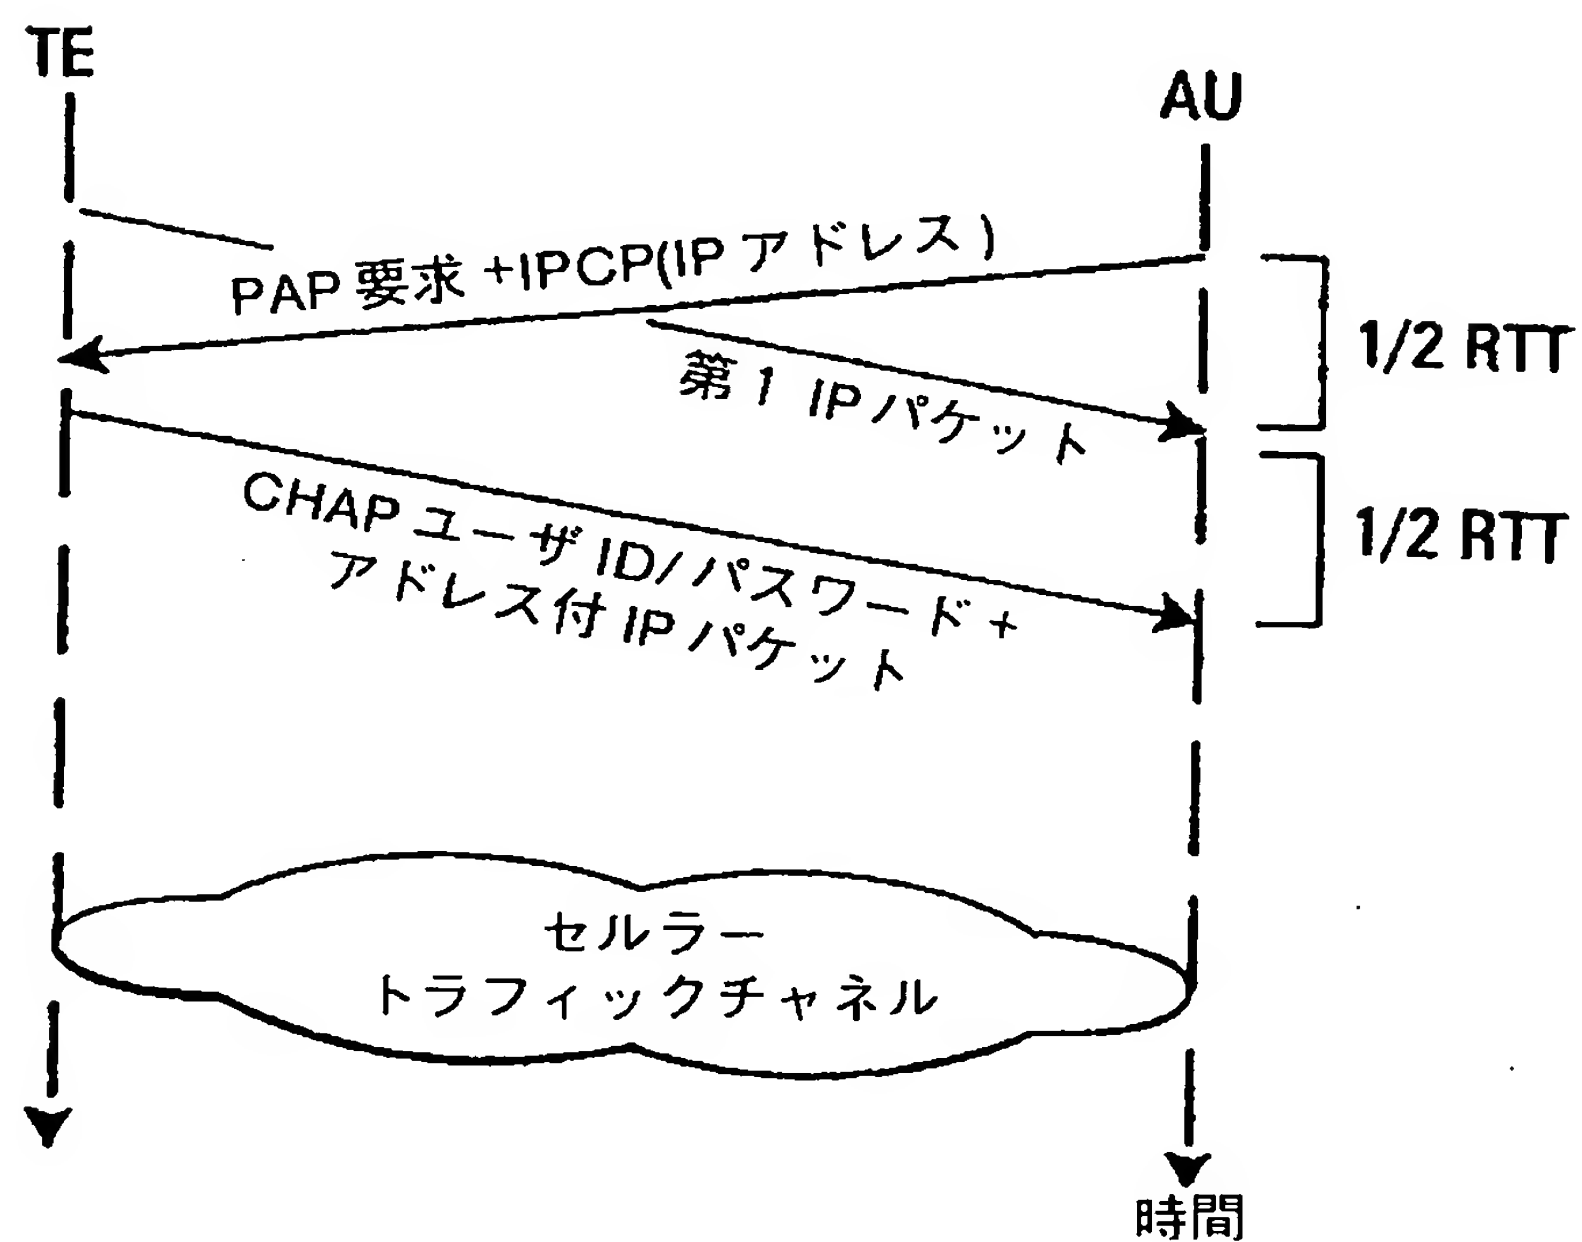 TE
AU
PAP 要求 +IPCP(IP アドレス)
1/2 RTT
第1 IP パケット
CHAP ユーザ ID/パスワード+
アドレス付 IP パケット
1/2 RTT
セルラー
トラフィックチャネル
時間